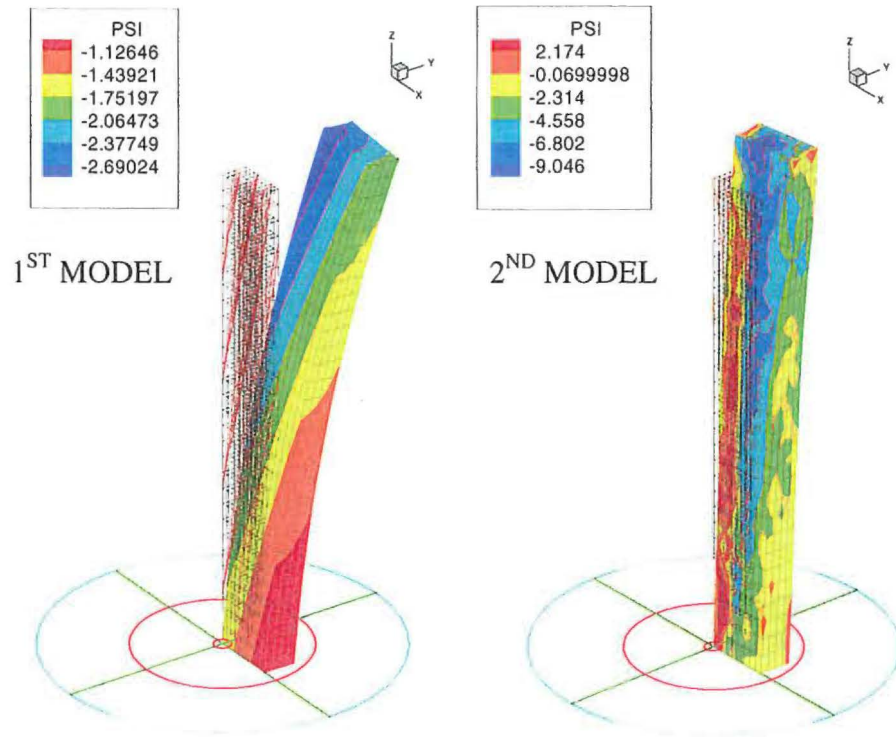 PSI
-1.12646
-1.43921
-1.75197
-2.06473
-2.37749
-2.69024
Z
Y
X
1ST MODEL
PSI
2.174
-0.0699998
-2.314
-4.558
-6.802
-9.046
Z
Y
X
2ND MODEL